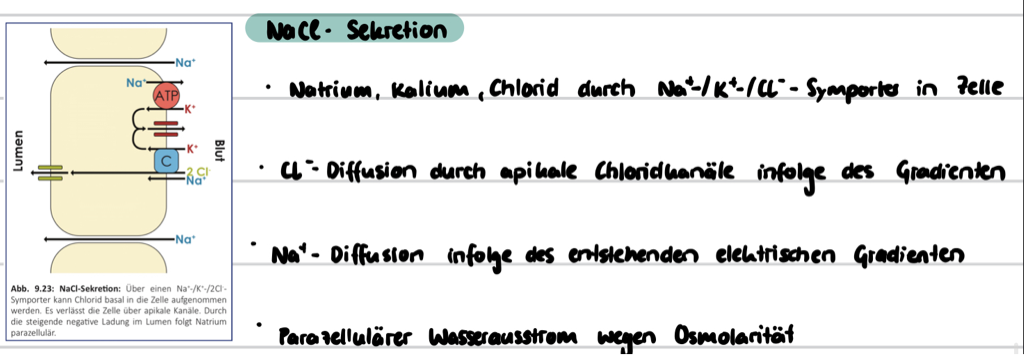 NaCl - Sekretion
Na⁺
Na⁺
ATP
K⁺
K⁺
C
2 Cl⁻
Na⁺
Na⁺
Lumen
Blut
Abb. 9.23: NaCl-Sekretion: Über einen Na⁺-/K⁺-/2Cl⁻-
Symporter kann Chlorid basal in die Zelle aufgenommen
werden. Es verlässt die Zelle über apikale Kanäle. Durch
die steigende negative Ladung im Lumen folgt Natrium
parazellulär.
• Natrium, Kalium, Chlorid durch Na⁺-/K⁺-/Cl⁻ - Symporter in Zelle
• Cl⁻ - Diffusion durch apikale Chloridkanäle infolge des Gradienten
• Na⁺ - Diffusion infolge des entstehenden elektrischen Gradienten
• Parazellulärer Wasserausstrom wegen Osmolarität